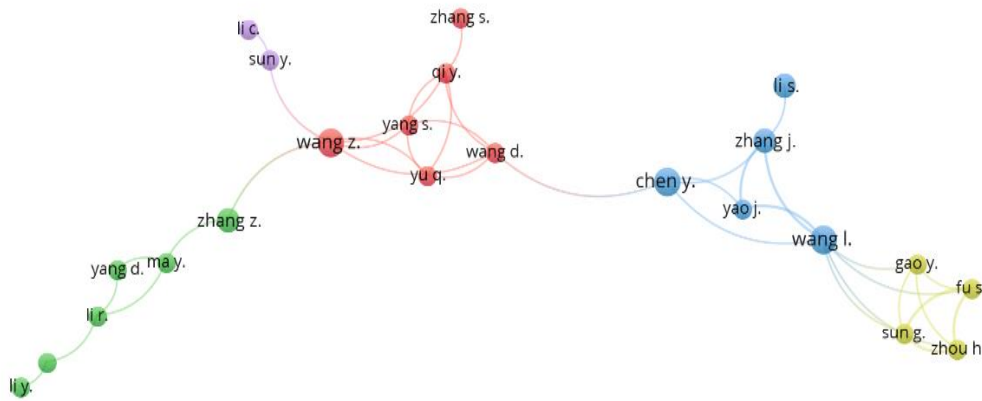 zhang s.
li c.
sun y.
qi y.
li s.
yang s.
zhang j.
wang z.
wang d.
yu q.
chen y.
yao j.
zhang z.
wang l.
ma y.
yang d.
gao y.
fu s
li r.
sun g.
zhou h
li y.